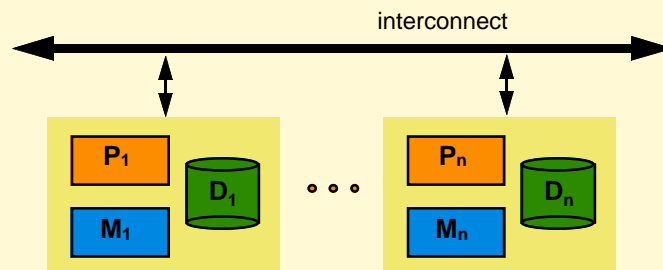 interconnect
P₁
D₁
M₁
Pₙ
Dₙ
Mₙ